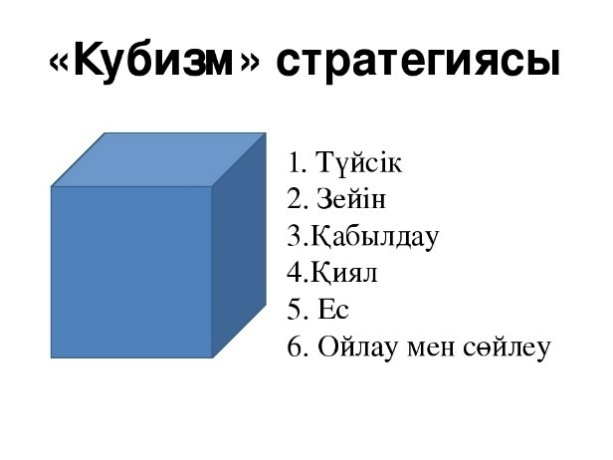 «Кубизм» стратегиясы
1. Түйсік
2. Зейін
3.Қабылдау
4.Қиял
5. Ес
6. Ойлау мен сөйлеу